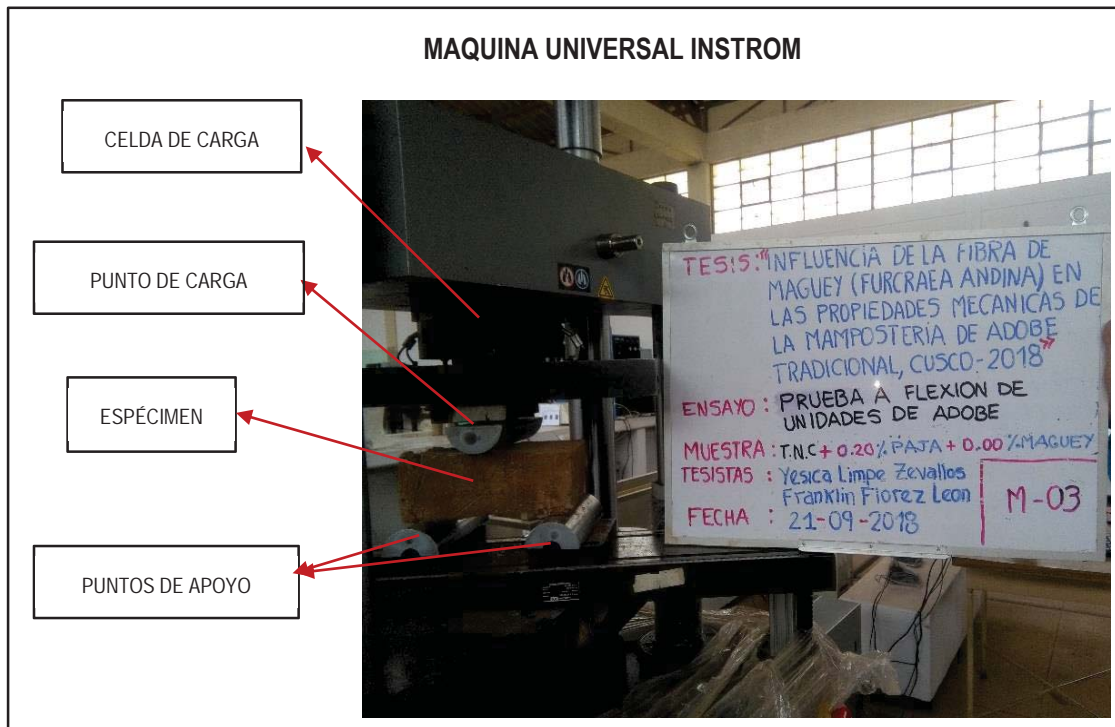 MAQUINA UNIVERSAL INSTROM
CELDA DE CARGA
PUNTO DE CARGA
ESPÉCIMEN
PUNTOS DE APOYO
TESIS: "INFLUENCIA DE LA FIBRA DE
MAGUEY (FURCRAEA ANDINA) EN
LAS PROPIEDADES MECANICAS DE
LA MAMPOSTERÍA DE ADOBE
TRADICIONAL, CUSCO-2018"
ENSAYO: PRUEBA A FLEXION DE
UNIDADES DE ADOBE
MUESTRA: T.N.C + 0.20% PAJA + 0.00 % MAGUEY
TESISTAS: Yesica Limpe Zevallos
Franklin Florez Leon
FECHA: 21-09-2018
M-03